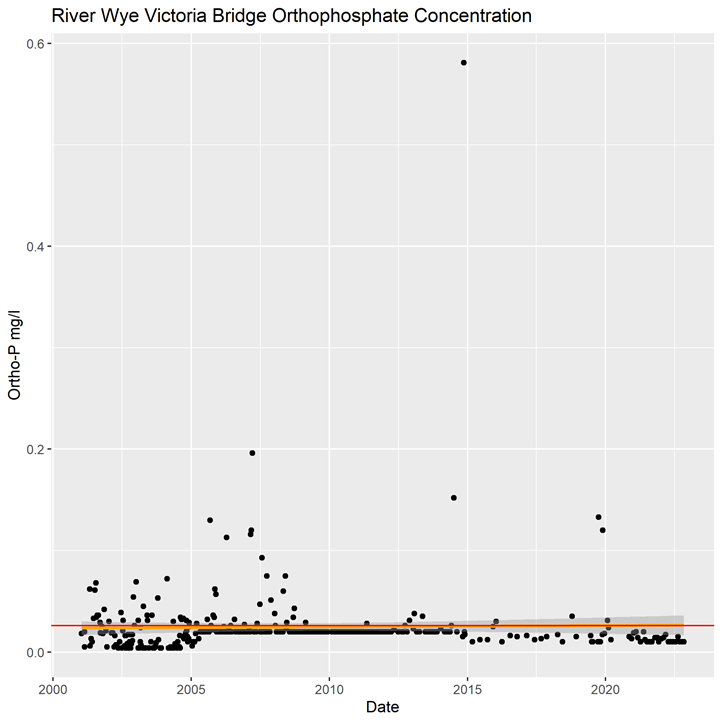 River Wye Victoria Bridge Orthophosphate Concentration
0.6
0.4
Ortho-P mg/l
0.2
0.0
2000 2005 2010 2015 2020
Date